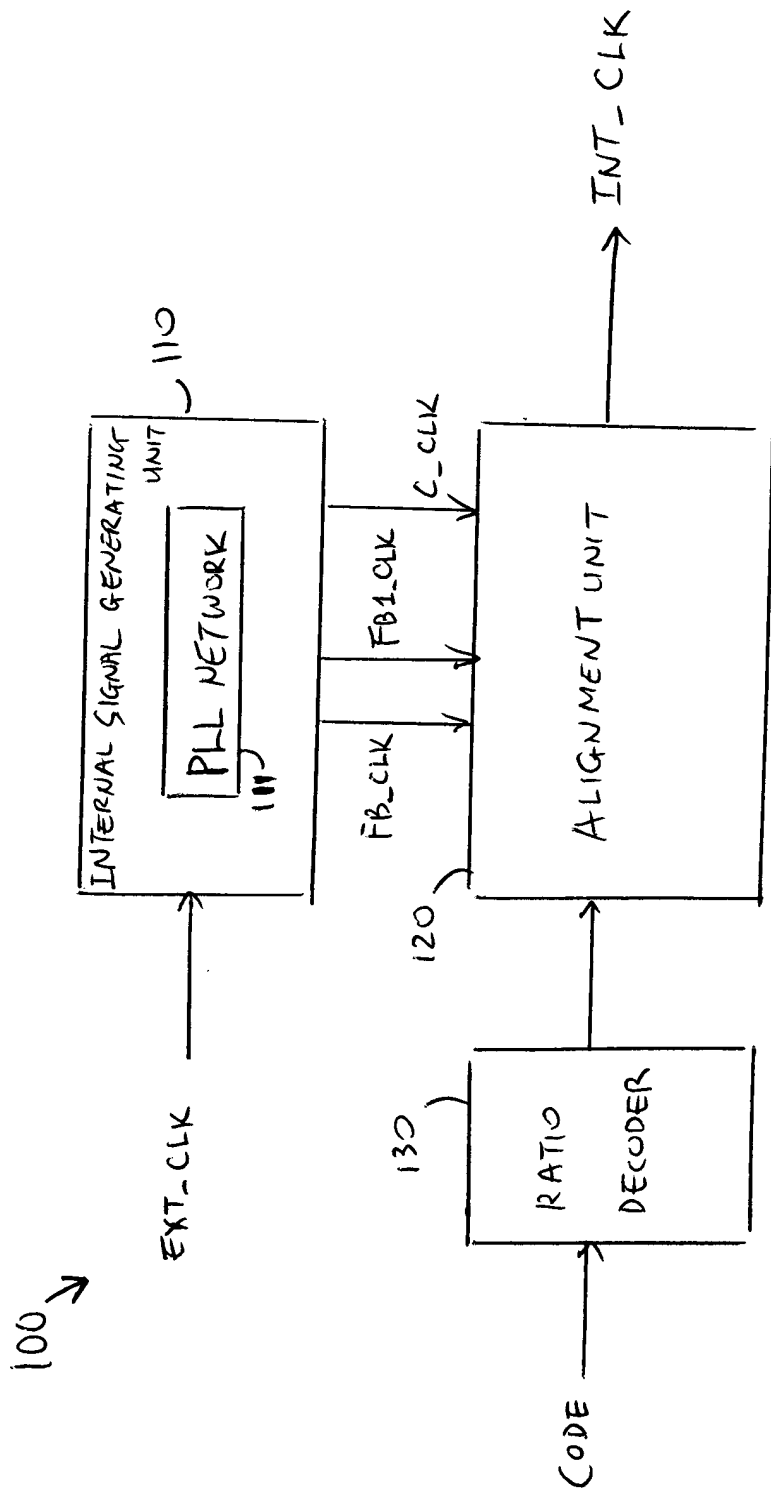 100
EXT_CLK
INTERNAL SIGNAL GENERATING
UNIT
110
PLL NETWORK
111
FB_CLK
FB1_CLK
C_CLK
CODE
130
RATIO
DECODER
120
ALIGNMENT UNIT
INT_CLK